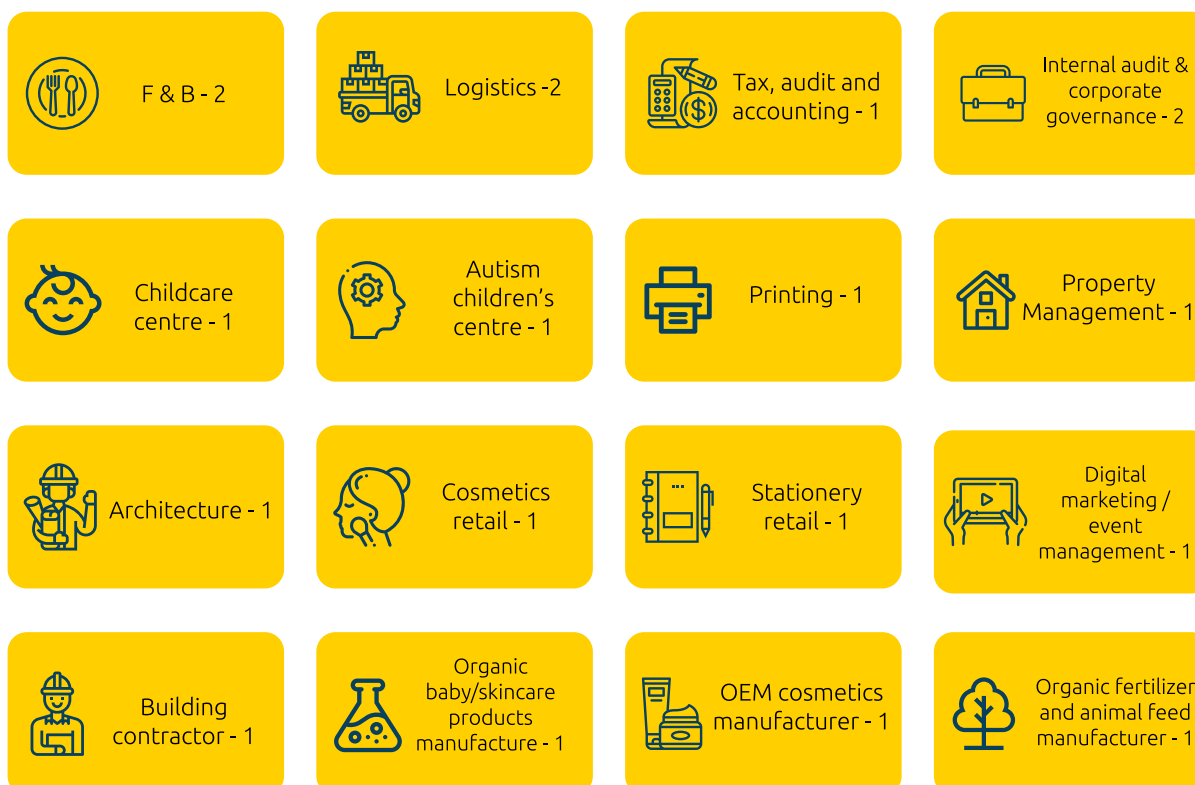 F & B - 2
Logistics -2
Tax, audit and
accounting - 1
Internal audit &
corporate
governance - 2
Childcare
centre - 1
Autism
children's
centre - 1
Printing - 1
Property
Management - 1
Architecture - 1
Cosmetics
retail - 1
Stationery
retail - 1
Digital
marketing /
event
management - 1
Building
contractor - 1
Organic
baby/skincare
products
manufacture - 1
OEM cosmetics
manufacturer - 1
Organic fertilizer
and animal feed
manufacturer - 1